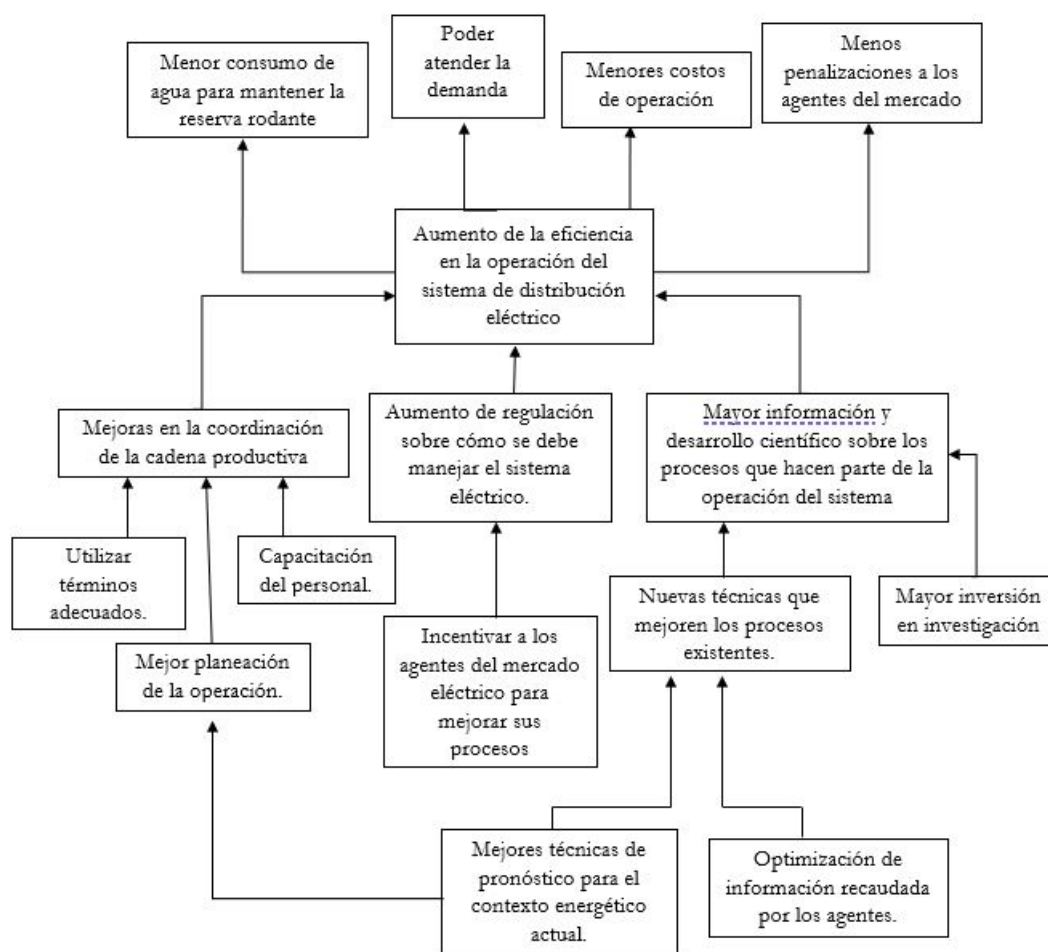 Menor consumo de
agua para mantener la
reserva rodante
Poder
atender la
demanda
Menores costos
de operación
Menos
penalizaciones a los
agentes del mercado
Aumento de la eficiencia
en la operación del
sistema de distribución
eléctrico
Mejoras en la coordinación
de la cadena productiva
Aumento de regulación
sobre cómo se debe
manejar el sistema
eléctrico.
Mayor información y
desarrollo científico sobre los
procesos que hacen parte de la
operación del sistema
Utilizar
términos
adecuados.
Capacitación
del personal.
Mejor planeación
de la operación.
Incentivar a los
agentes del mercado
eléctrico para
mejorar sus
procesos
Nuevas técnicas que
mejoren los procesos
existentes.
Mayor inversión
en investigación
Mejores técnicas de
pronóstico para el
contexto energético
actual.
Optimización de
información recaudada
por los agentes.